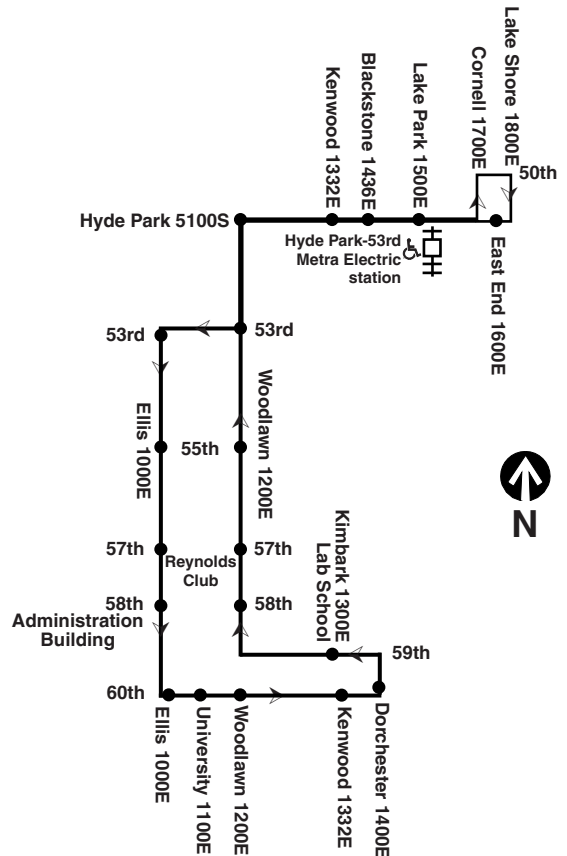 Lake Shore 1800E
Cornell 1700E
Lake Park 1500E
Blackstone 1436E
Kenwood 1332E
50th
Hyde Park 5100S
Hyde Park-53rd
Metra Electric
station
East End 1600E
53rd
53rd
Ellis 1000E
Woodlawn 1200E
55th
N
57th
Reynolds
Club
57th
Kimbark 1300E
Lab School
58th
58th
Administration
Building
59th
60th
Ellis 1000E
University 1100E
Woodlawn 1200E
Kenwood 1332E
Dorchester 1400E